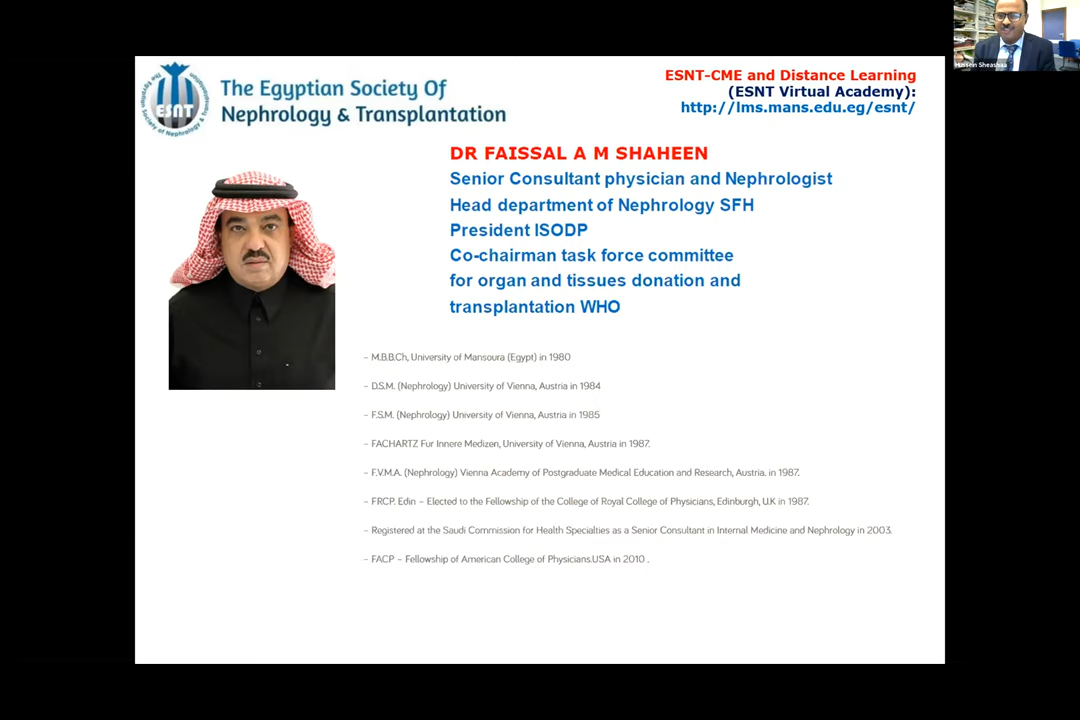 The Egyptian Society Of
Nephrology & Transplantation
ESNT
Egyptian Society of Nephrology & Transplantation
ESNT-CME and Distance Learning
(ESNT Virtual Academy):
http://lms.mans.edu.eg/esnt/
DR FAISSAL A M SHAHEEN
Senior Consultant physician and Nephrologist
Head department of Nephrology SFH
President ISODP
Co-chairman task force committee
for organ and tissues donation and
transplantation WHO
– M.B.B.Ch, University of Mansoura (Egypt) in 1980
– D.S.M. (Nephrology) University of Vienna, Austria in 1984
– F.S.M. (Nephrology) University of Vienna, Austria in 1985
– FACHARTZ Fur Innere Medizen, University of Vienna, Austria in 1987.
– F.V.M.A. (Nephrology) Vienna Academy of Postgraduate Medical Education and Research, Austria. in 1987.
– FRCP. Edin – Elected to the Fellowship of the College of Royal College of Physicians, Edinburgh, U.K in 1987.
– Registered at the Saudi Commission for Health Specialties as a Senior Consultant in Internal Medicine and Nephrology in 2003.
– FACP – Fellowship of American College of Physicians.USA in 2010 .